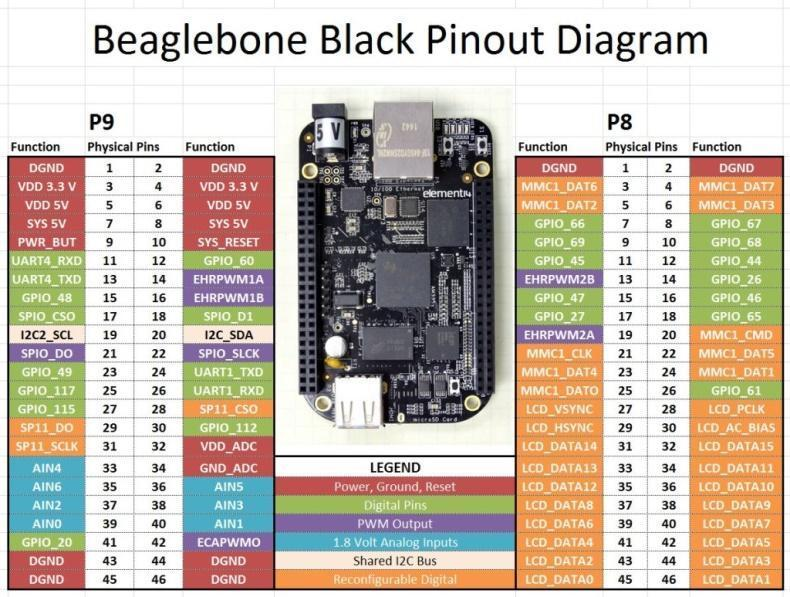 Beaglebone Black Pinout Diagram
P9
Function Physical Pins Function
DGND 1 2 DGND
VDD 3.3 V 3 4 VDD 3.3 V
VDD 5V 5 6 VDD 5V
SYS 5V 7 8 SYS 5V
PWR_BUT 9 10 SYS_RESET
UART4_RXD 11 12 GPIO_60
UART4_TXD 13 14 EHRPWM1A
GPIO_48 15 16 EHRPWM1B
SPIO_CSO 17 18 SPIO_D1
I2C2_SCL 19 20 I2C_SDA
SPIO_DO 21 22 SPIO_SLCK
GPIO_49 23 24 UART1_TXD
GPIO_117 25 26 UART1_RXD
GPIO_115 27 28 SP11_CSO
SP11_DO 29 30 GPIO_112
SP11_SCLK 31 32 VDD_ADC
AIN4 33 34 GND_ADC
AIN6 35 36 AIN5
AIN2 37 38 AIN3
AIN0 39 40 AIN1
GPIO_20 41 42 ECAPWMO
DGND 43 44 DGND
DGND 45 46 DGND
5 V
1442
10/100 Ethernet
element14
microSD Card
LEGEND
Power, Ground, Reset
Digital Pins
PWM Output
1.8 Volt Analog Inputs
Shared I2C Bus
Reconfigurable Digital
P8
Function Physical Pins Function
DGND 1 2 DGND
MMC1_DAT6 3 4 MMC1_DAT7
MMC1_DAT2 5 6 MMC1_DAT3
GPIO_66 7 8 GPIO_67
GPIO_69 9 10 GPIO_68
GPIO_45 11 12 GPIO_44
EHRPWM2B 13 14 GPIO_26
GPIO_47 15 16 GPIO_46
GPIO_27 17 18 GPIO_65
EHRPWM2A 19 20 MMC1_CMD
MMC1_CLK 21 22 MMC1_DAT5
MMC1_DAT4 23 24 MMC1_DAT1
MMC1_DATO 25 26 GPIO_61
LCD_VSYNC 27 28 LCD_PCLK
LCD_HSYNC 29 30 LCD_AC_BIAS
LCD_DATA14 31 32 LCD_DATA15
LCD_DATA13 33 34 LCD_DATA11
LCD_DATA12 35 36 LCD_DATA10
LCD_DATA8 37 38 LCD_DATA9
LCD_DATA6 39 40 LCD_DATA7
LCD_DATA4 41 42 LCD_DATA5
LCD_DATA2 43 44 LCD_DATA3
LCD_DATA0 45 46 LCD_DATA1